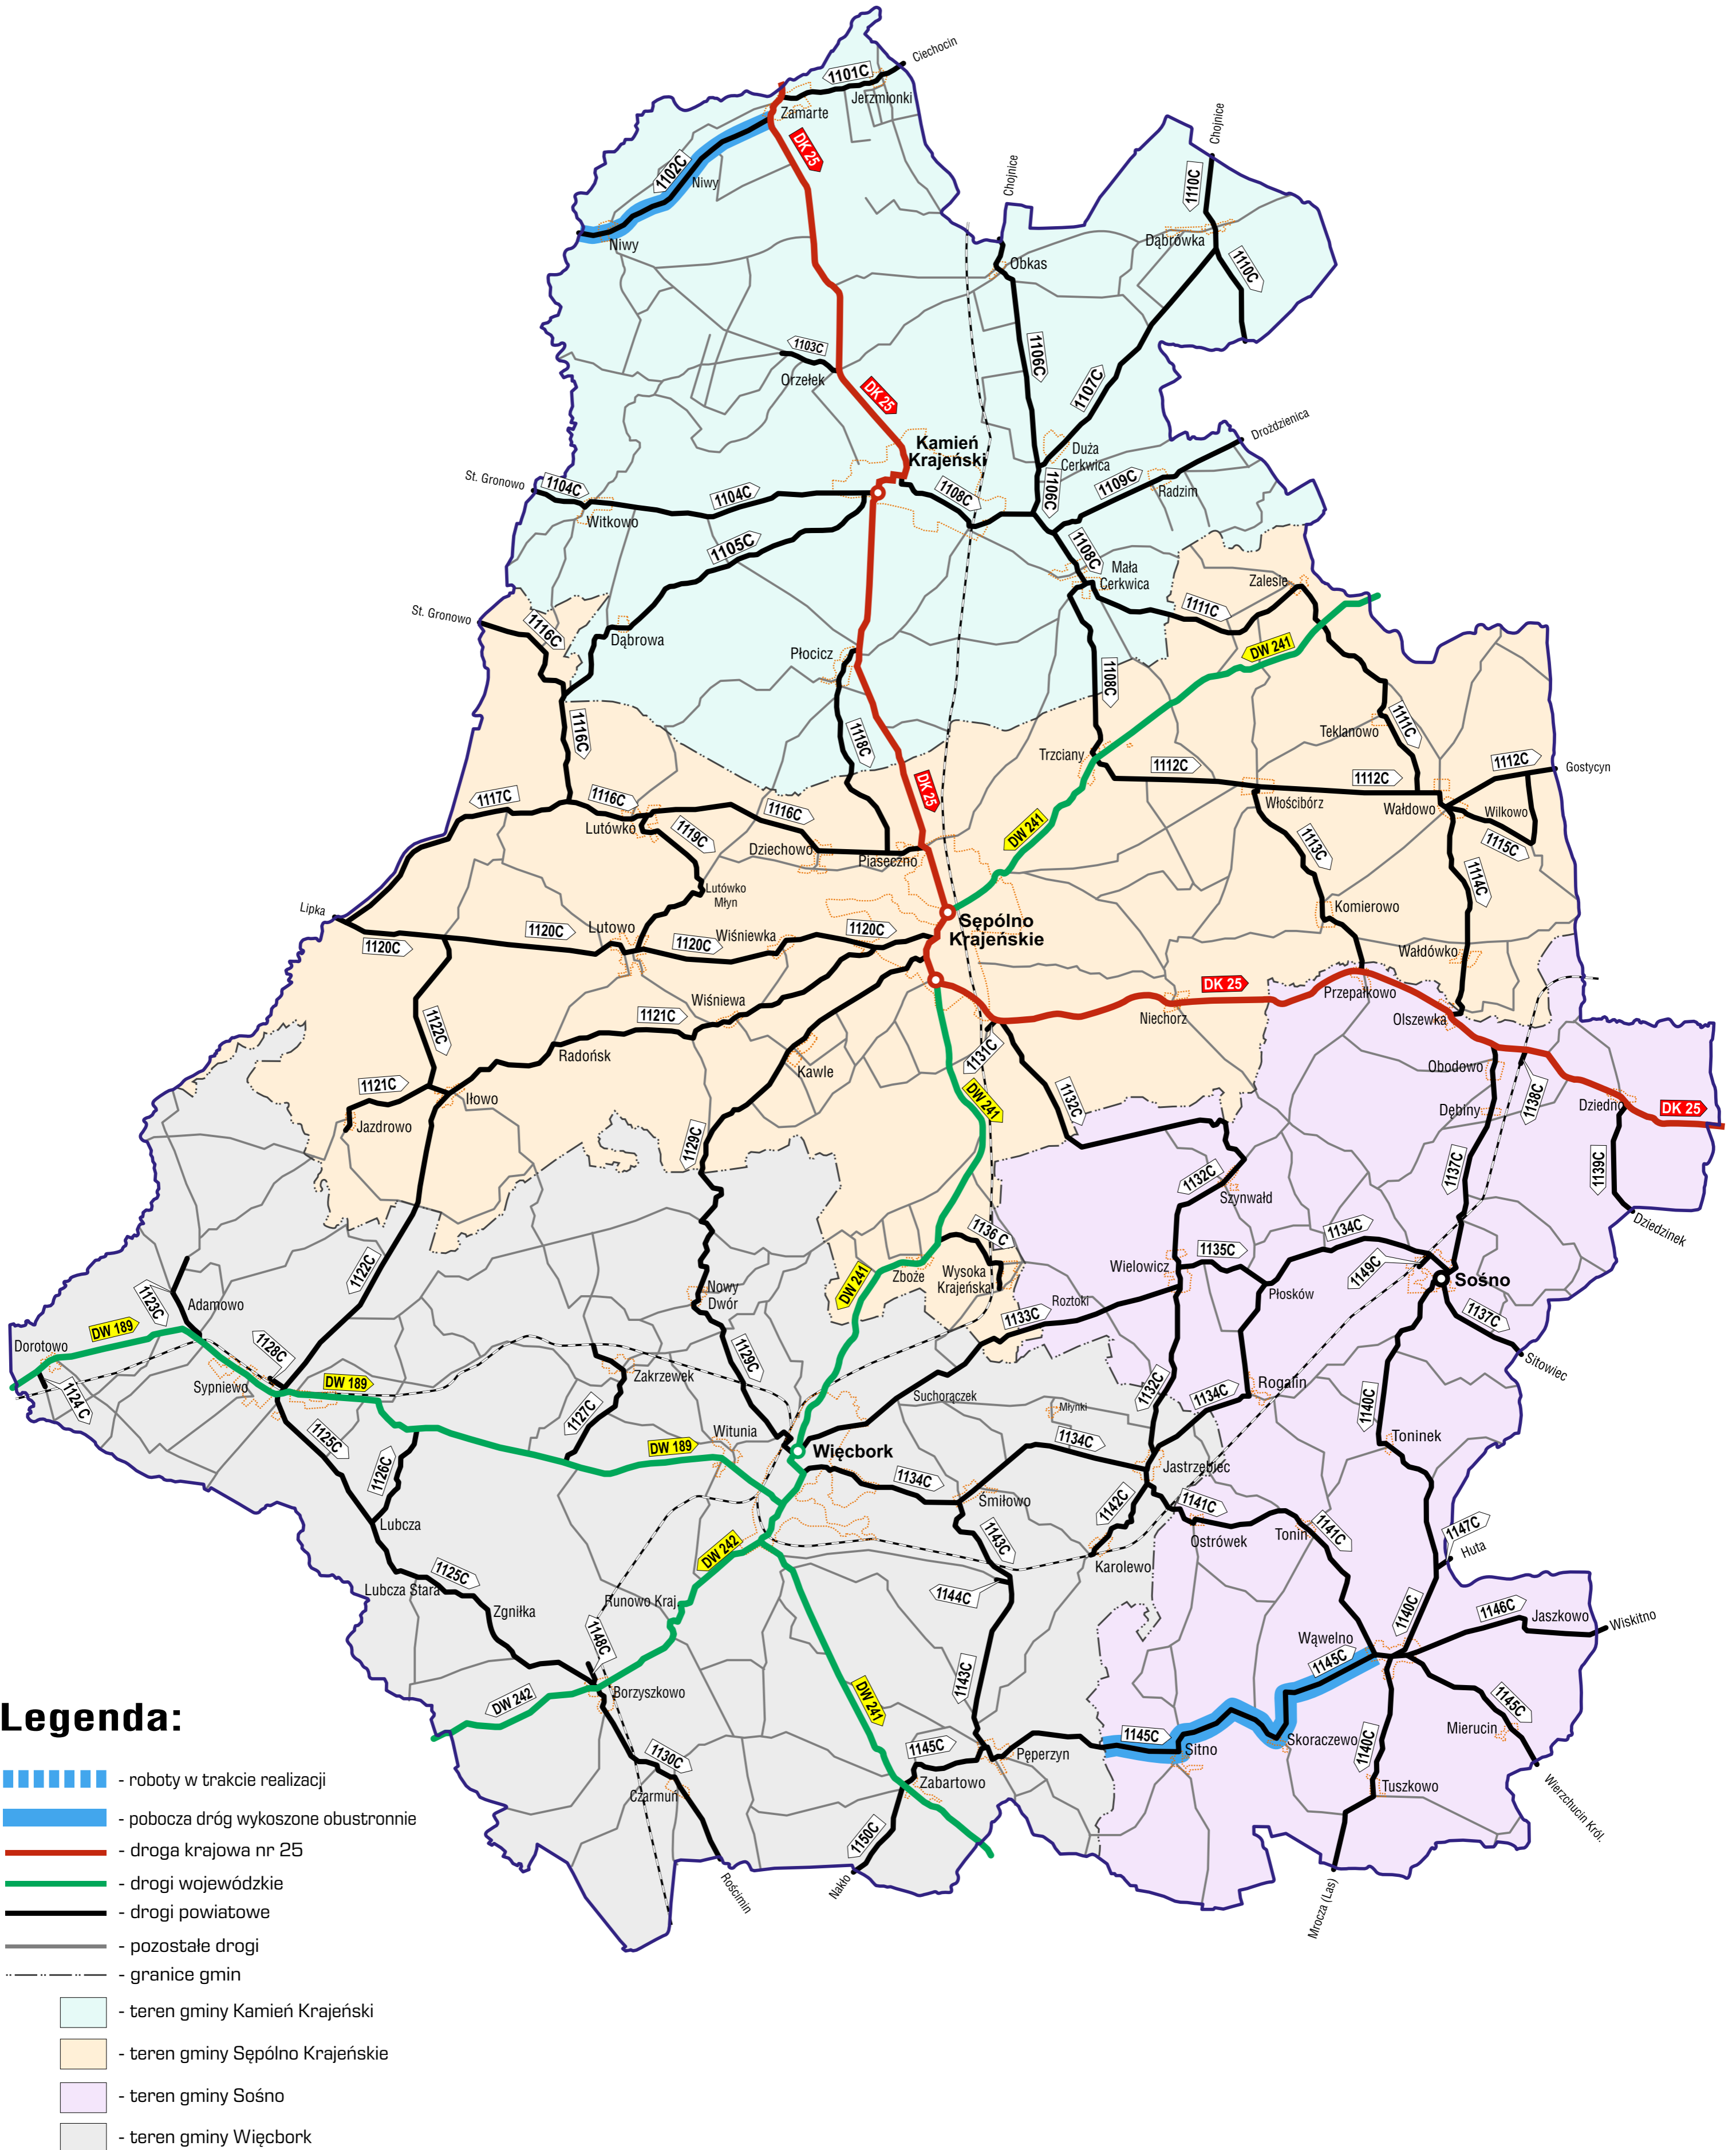 Ciechocin
1101C
Jerzmionki
Zamarte
DK 25
1102C
Niwy
Niwy
Chojnice
Chojnice
1110C
Dąbrówka
1110C
Obkas
1103C
Orzełek
1106C
1107C
DK 25
Kamień
Krajeński
Duża
Cerkwica
Drożdzienica
St. Gronowo
1104C
1104C
1108C
1106C
1109C
Radzim
Witkowo
1105C
1108C
Mała
Cerkwica
Zalesie
St. Gronowo
1116C
1111C
Dąbrowa
Płocicz
DW 241
1108C
1116C
1118C
Teklanowo
1111C
Trzciany
1112C
1112C
1112C
Gostycyn
DK 25
1117C
1116C
1116C
Włościbórz
Wałdowo
Wilkowo
Lutówko
1119C
Dziechowo
Piaseczno
DW 241
1113C
1115C
Lutówko
Młyn
1114C
Lipka
Komierowo
1120C
1120C
Lutowo
1120C
Wiśniewka
1120C
Sępólno
Krajeńskie
Wałdówko
DK 25
Przepałkowo
Wiśniewa
1121C
Niechorz
Olszewka
1122C
Radońsk
1131C
Kawle
Obodowo
1121C
Iłowo
DW 241
1132C
Dębiny
1138C
Dziedno
DK 25
Jazdrowo
1129C
1132C
Szynwałd
1137C
1139C
Dziedzinek
1136 C
1134C
1122C
Zboże
Wysoka
Krajeńska
Wielowicz
1135C
1149C
Sośno
Nowy
Dwór
DW 241
Płosków
1123C
Adamowo
Roztoki
1133C
1137C
DW 189
Dorotowo
1128C
1129C
Sitowiec
Sypniewo
DW 189
Zakrzewek
1124 C
1132C
1134C
Rogalin
Suchorączek
Młynki
1127C
1140C
1125C
Witunia
DW 189
Więcbork
1134C
Toninek
1126C
1134C
Jastrzębiec
Śmiłowo
1142C
1141C
Lubcza
1143C
Ostrówek
Tonin
1141C
1147C
Huta
DW 242
Karolewo
1125C
Lubcza Stara
1144C
Zgniłka
Runowo Kraj.
1140C
1146C
Jaszkowo
Wiskitno
1148C
Wąwelno
1145C
1143C
Borzyszkowo
DW 242
DW 241
1145C
Mierucin
Legenda:
1145C
1145C
Sitno
Skoraczewo
1140C
Pęperzyn
1130C
Zabartowo
Tuszkowo
Czarmuń
Wierzchucin Król.
1150C
Nakło
Rościmin
Mrocza (Las)
- roboty w trakcie realizacji
- pobocza dróg wykoszone obustronnie
- droga krajowa nr 25
- drogi wojewódzkie
- drogi powiatowe
- pozostałe drogi
- granice gmin
- teren gminy Kamień Krajeński
- teren gminy Sępólno Krajeńskie
- teren gminy Sośno
- teren gminy Więcbork